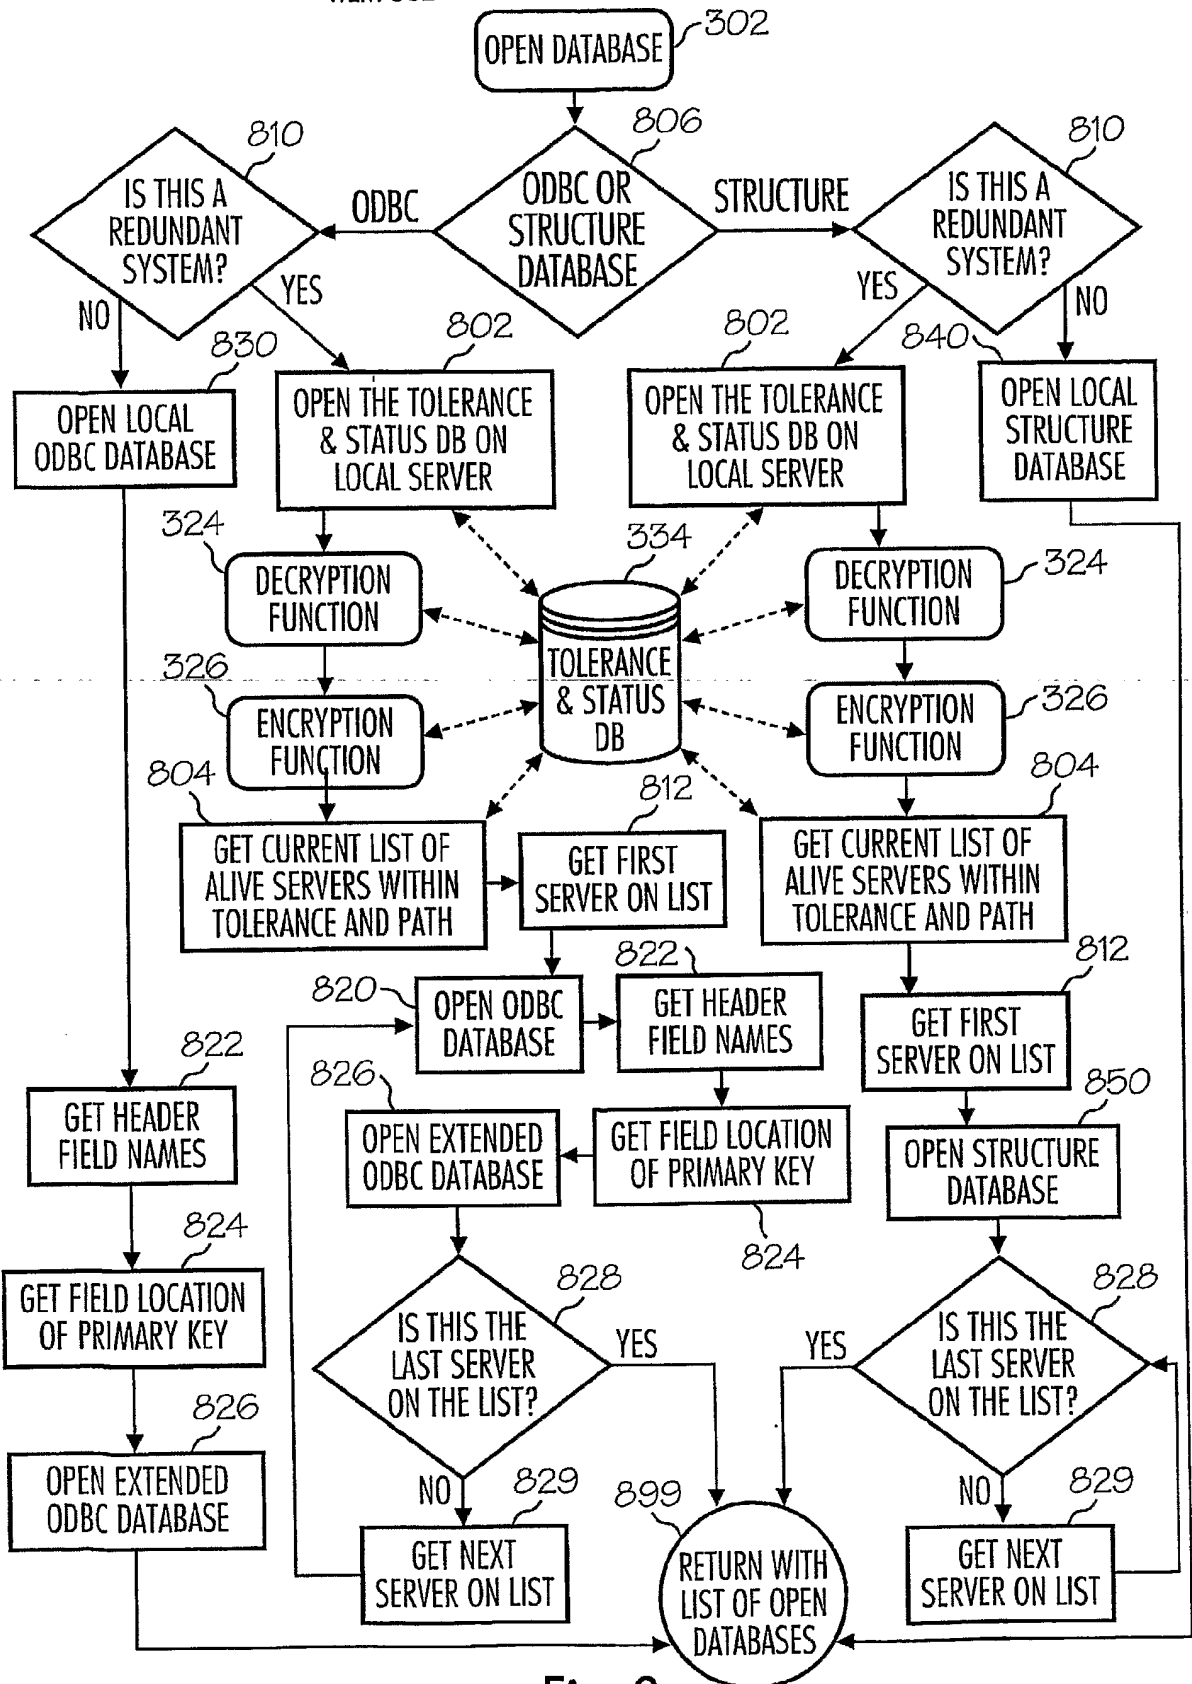 302
OPEN DATABASE
810
806
810
IS THIS A
REDUNDANT
SYSTEM?
ODBC
ODBC OR
STRUCTURE
DATABASE
STRUCTURE
IS THIS A
REDUNDANT
SYSTEM?
NO
YES
YES
NO
830
802
802
840
OPEN LOCAL
ODBC DATABASE
OPEN THE TOLERANCE
& STATUS DB ON
LOCAL SERVER
OPEN THE TOLERANCE
& STATUS DB ON
LOCAL SERVER
OPEN LOCAL
STRUCTURE
DATABASE
324
334
324
DECRYPTION
FUNCTION
DECRYPTION
FUNCTION
TOLERANCE
& STATUS
DB
326
326
ENCRYPTION
FUNCTION
ENCRYPTION
FUNCTION
804
812
804
GET CURRENT LIST OF
ALIVE SERVERS WITHIN
TOLERANCE AND PATH
GET FIRST
SERVER ON LIST
GET CURRENT LIST OF
ALIVE SERVERS WITHIN
TOLERANCE AND PATH
820
822
812
OPEN ODBC
DATABASE
GET HEADER
FIELD NAMES
GET FIRST
SERVER ON LIST
822
826
850
GET HEADER
FIELD NAMES
OPEN EXTENDED
ODBC DATABASE
GET FIELD LOCATION
OF PRIMARY KEY
OPEN STRUCTURE
DATABASE
824
824
GET FIELD LOCATION
OF PRIMARY KEY
828
828
IS THIS THE
LAST SERVER
ON THE LIST?
YES
YES
IS THIS THE
LAST SERVER
ON THE LIST?
826
OPEN EXTENDED
ODBC DATABASE
NO
829
899
NO
829
GET NEXT
SERVER ON LIST
RETURN WITH
LIST OF OPEN
DATABASES
GET NEXT
SERVER ON LIST